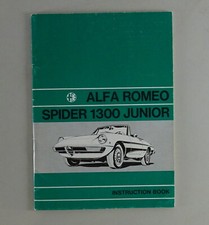 ALFA ROMEO
SPIDER 1300 JUNIOR
INSTRUCTION BOOK